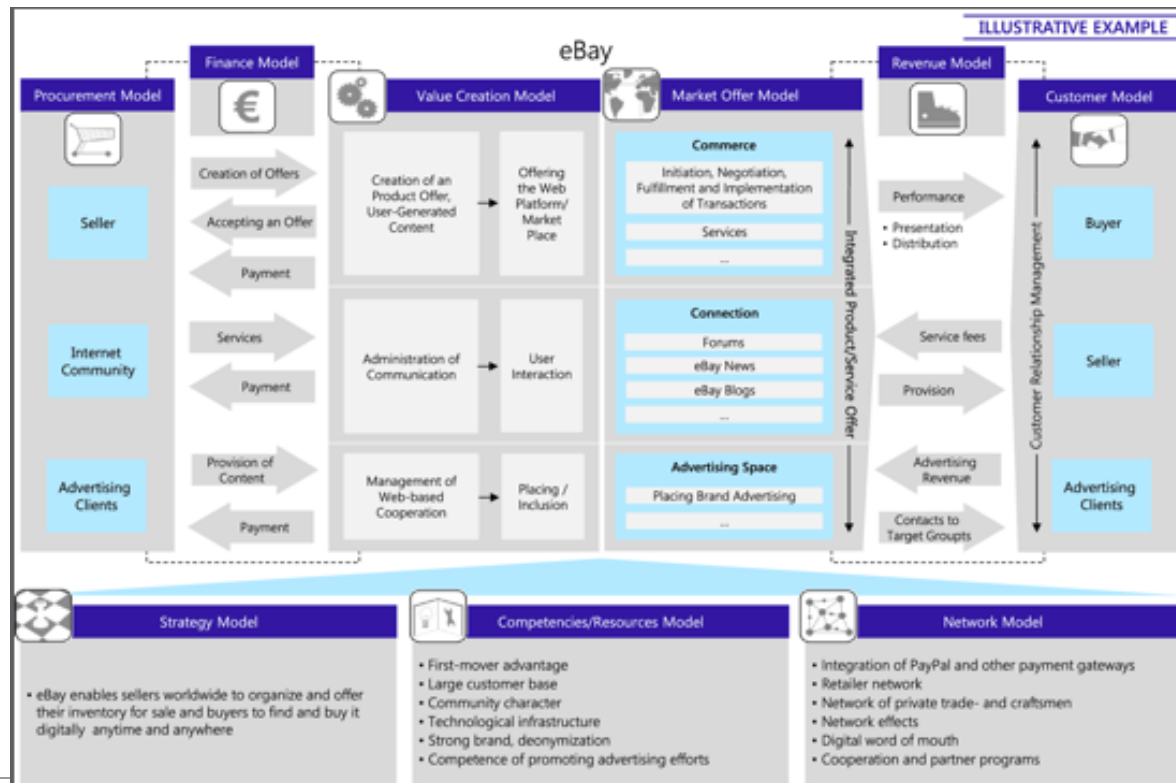 ILLUSTRATIVE EXAMPLE
eBay
Finance Model
Revenue Model
Procurement Model
Value Creation Model
Market Offer Model
Customer Model
€
Creation of Offers
Accepting an Offer
Payment
Seller
Creation of an
Product Offer,
User-Generated
Content
Offering
the Web
Platform/
Market
Place
Commerce
Initiation, Negotiation,
Fulfillment and Implementation
of Transactions
Services
...
Performance
• Presentation
• Distribution
Buyer
Internet
Community
Services
Payment
Administration of
Communication
User
Interaction
Connection
Forums
eBay News
eBay Blogs
...
Service fees
Provision
Seller
Advertising
Clients
Provision of
Content
Payment
Management of
Web-based
Cooperation
Placing /
Inclusion
Advertising Space
Placing Brand Advertising
...
Integrated Product/Service Offer
Advertising
Revenue
Contacts to
Target Groupts
Customer Relationship Management
Advertising
Clients
Strategy Model
• eBay enables sellers worldwide to organize and offer
their inventory for sale and buyers to find and buy it
digitally anytime and anywhere
Competencies/Resources Model
• First-mover advantage
• Large customer base
• Community character
• Technological infrastructure
• Strong brand, deonymization
• Competence of promoting advertising efforts
Network Model
• Integration of PayPal and other payment gateways
• Retailer network
• Network of private trade- and craftsmen
• Network effects
• Digital word of mouth
• Cooperation and partner programs